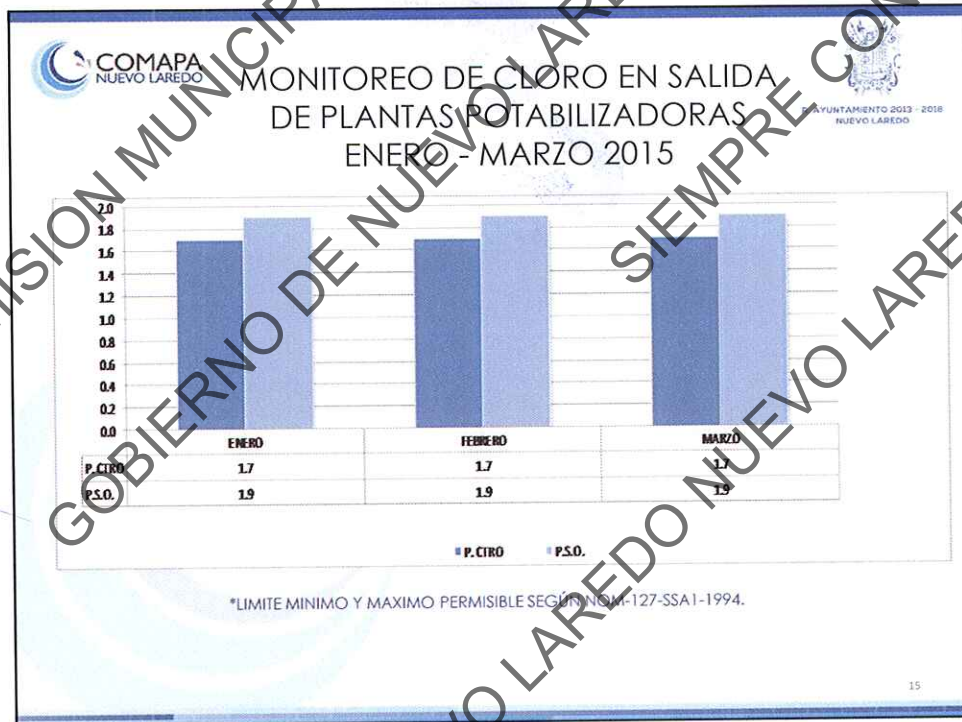 COMAPA
NUEVO LAREDO
MONITOREO DE CLORO EN SALIDA
DE PLANTAS POTABILIZADORAS
ENERO - MARZO 2015
AYUNTAMIENTO 2013 - 2018
NUEVO LAREDO
2.0
1.8
1.6
1.4
1.2
1.0
0.8
0.6
0.4
0.2
0.0
ENERO FEBRERO MARZO
P. CTRO 1.7 1.7 1.7
P.S.O. 1.9 1.9 1.9
P. CTRO P.S.O.
*LIMITE MINIMO Y MAXIMO PERMISIBLE SEGÚN NOM-127-SSA1-1994.
15
GOBIERNO DE NUEVO LAREDO
SIEMPRE CON
LAREDO NUEVO LAREDO